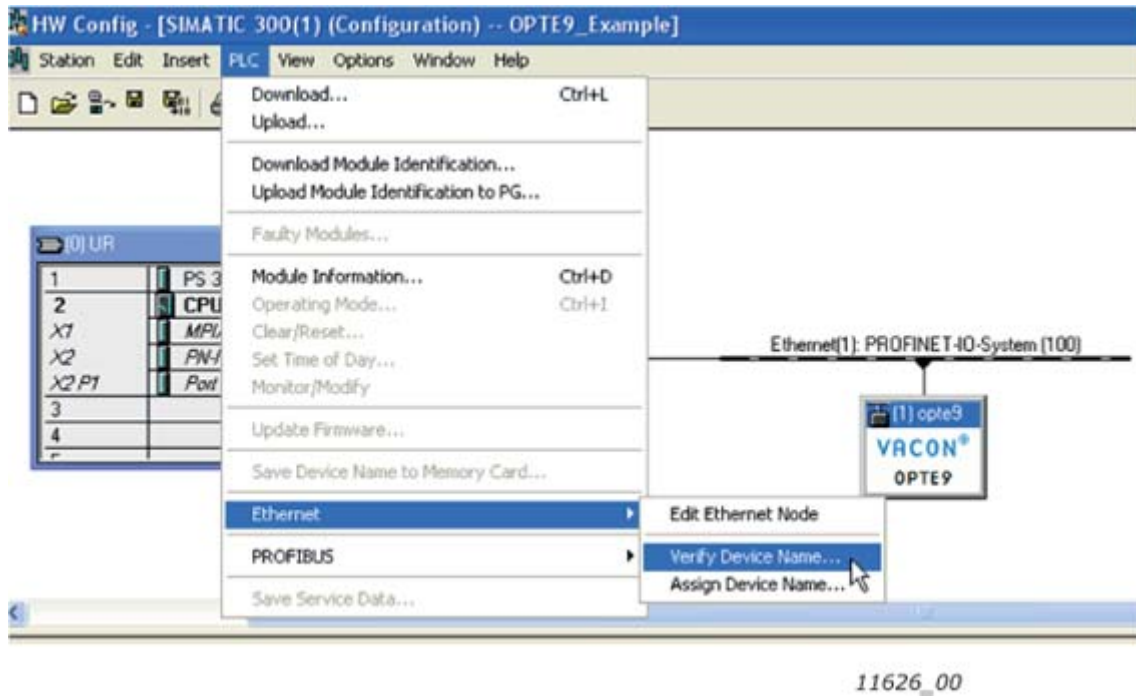 HW Config - [SIMATIC 300(1) (Configuration) -- OPTE9_Example]
Station Edit Insert PLC View Options Window Help
Download... Ctrl+L
Upload...
Download Module Identification...
Upload Module Identification to PG...
(0) UR
Faulty Modules...
1 PS 3
Module Information... Ctrl+D
2 CPU
Operating Mode... Ctrl+I
X1 MPI/
Clear/Reset...
X2 PN-I
Set Time of Day...
X2 P1 Port
Monitor/Modify
Ethernet(1): PROFINET-IO-System (100)
3
4
(1) opte9
VACON®
OPTE9
Update Firmware...
Save Device Name to Memory Card...
Ethernet
Edit Ethernet Node
PROFIBUS
Verify Device Name...
Assign Device Name...
Save Service Data...
11626_00